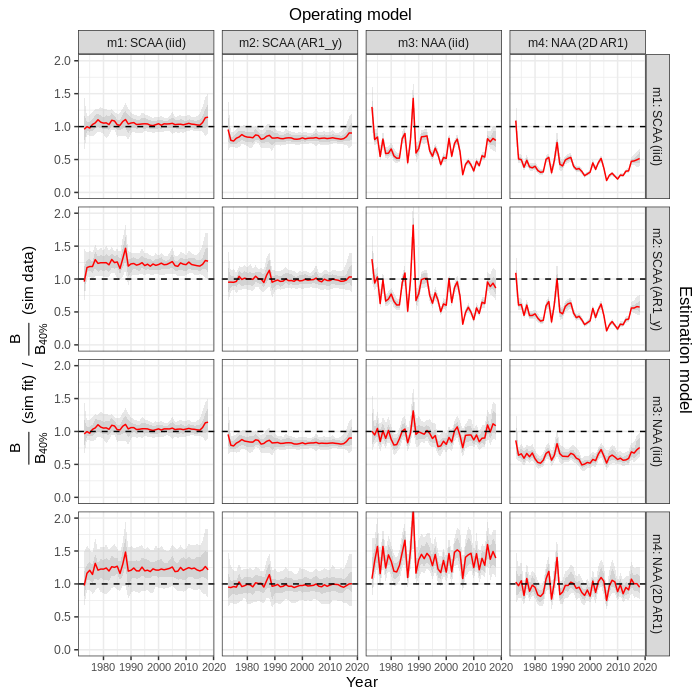 Operating model
m1: SCAA (iid)
m2: SCAA (AR1_y)
m3: NAA (iid)
m4: NAA (2D AR1)
2.0
1.5
1.0
0.5
0.0
m1: SCAA (iid)
2.0
1.5
1.0
0.5
0.0
m2: SCAA (AR1_y)
2.0
1.5
1.0
0.5
0.0
m3: NAA (iid)
2.0
1.5
1.0
0.5
0.0
m4: NAA (2D AR1)
B
B40%
(sim fit) /
B
B40%
(sim data)
Estimation model
1980 1990 2000 2010 2020
1980 1990 2000 2010 2020
1980 1990 2000 2010 2020
1980 1990 2000 2010 2020
Year